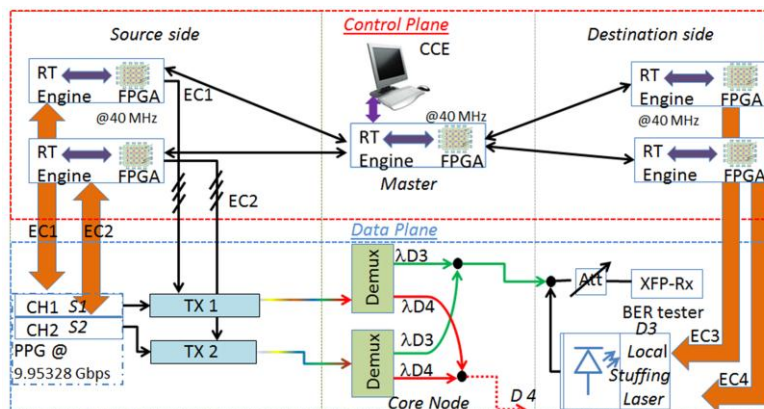 Source side
Control Plane
Destination side
CCE
RT
Engine
FPGA
@40 MHz
EC1
RT
Engine
FPGA
EC2
@40 MHz
RT
Engine
FPGA
Master
RT
Engine
FPGA
@40 MHz
RT
Engine
FPGA
EC1
EC2
Data Plane
CH1 S1
CH2 S2
PPG @
9.95328 Gbps
TX 1
TX 2
Demux
Demux
λD3
λD4
λD3
λD4
Core Node
D 4
Att
XFP-Rx
BER tester
D3
Local
Stuffing
Laser
EC3
EC4